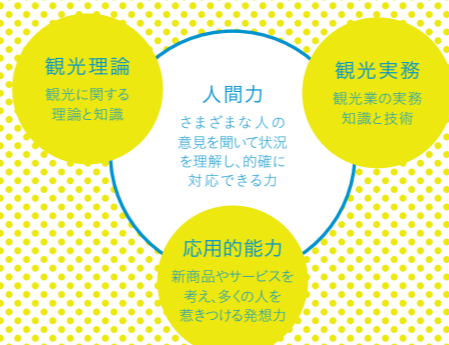 観光理論
観光に関する
理論と知識
人間力
さまざまな人の
意見を聞いて状況
を理解し、的確に
対応できる力
観光実務
観光業の実務
知識と技術
応用的能力
新商品やサービスを
考え、多くの人を
惹きつける発想力